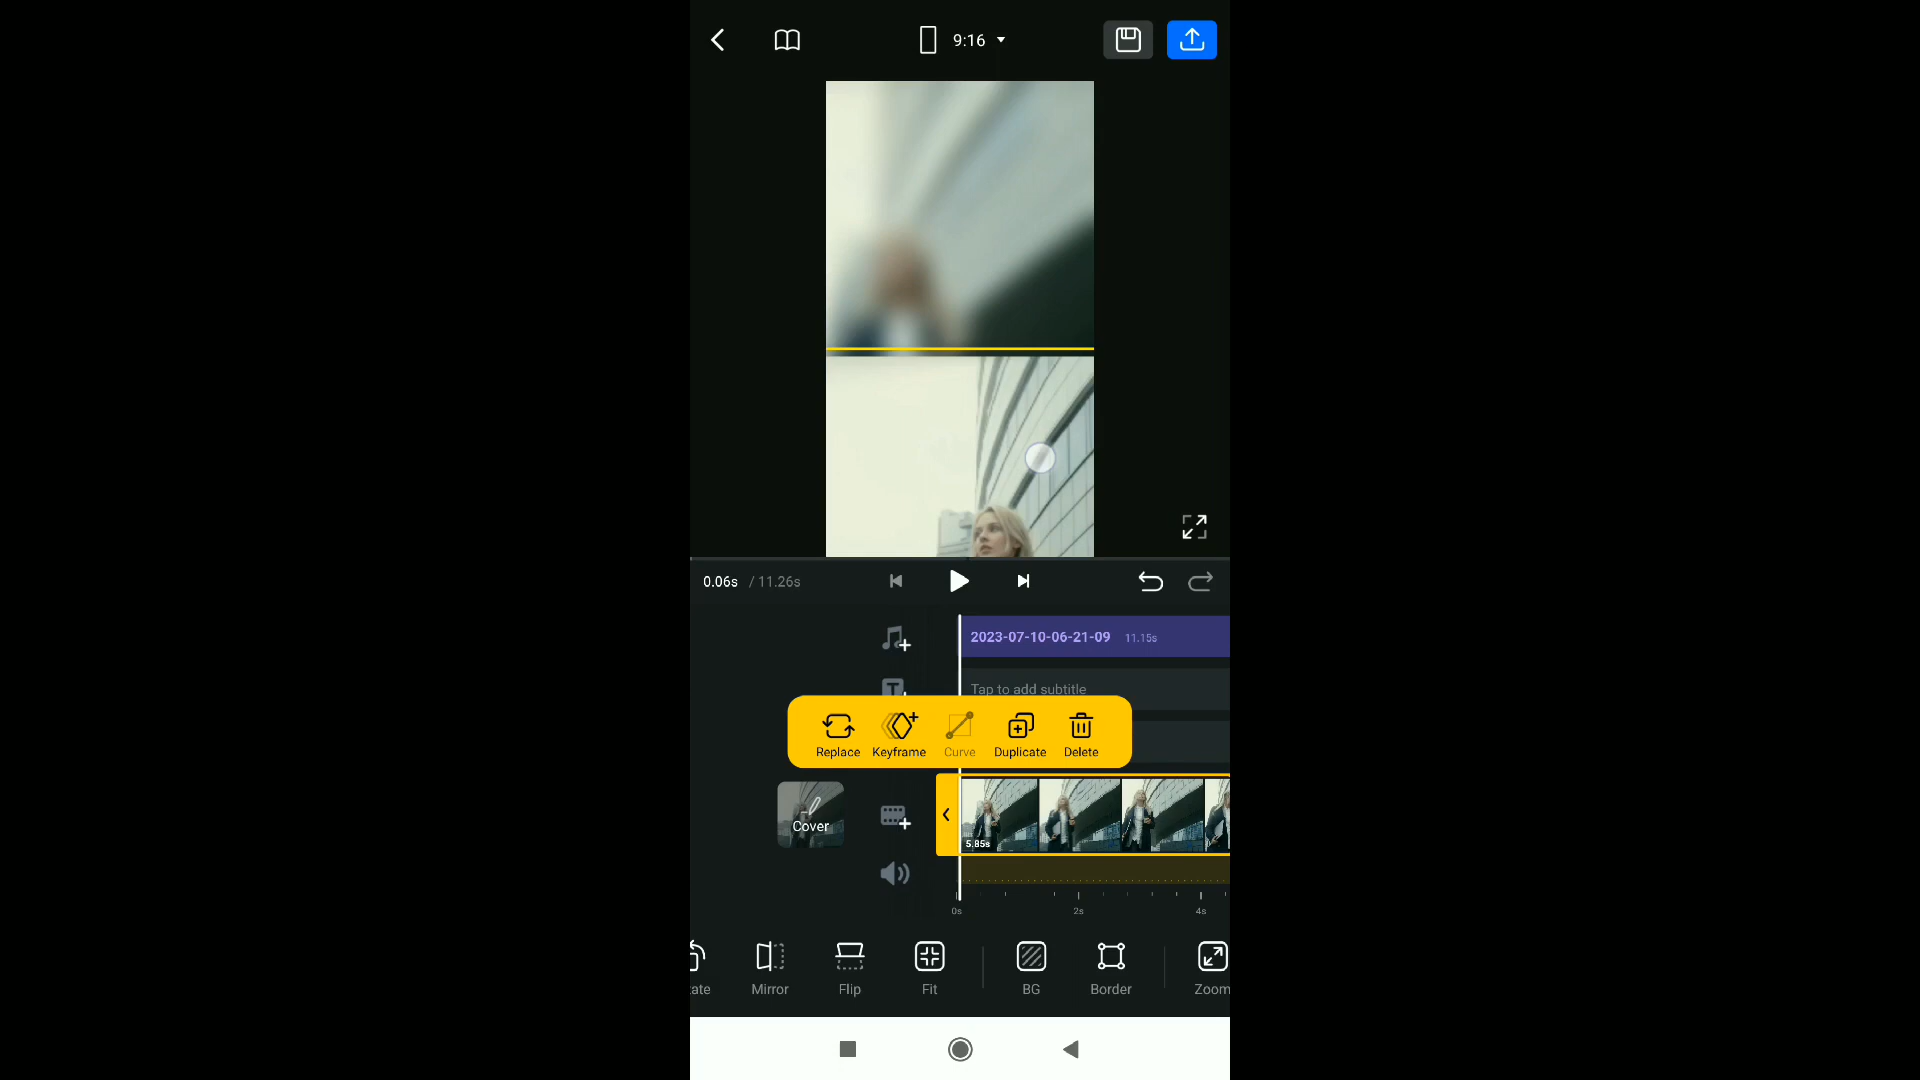 9:16
0.06s / 11.26s
2023-07-10-06-21-09 11.15s
Tap to add subtitle
Replace Keyframe Curve Duplicate Delete
Cover
5.85s
0s 2s 4s
ate Mirror Flip Fit BG Border Zoom